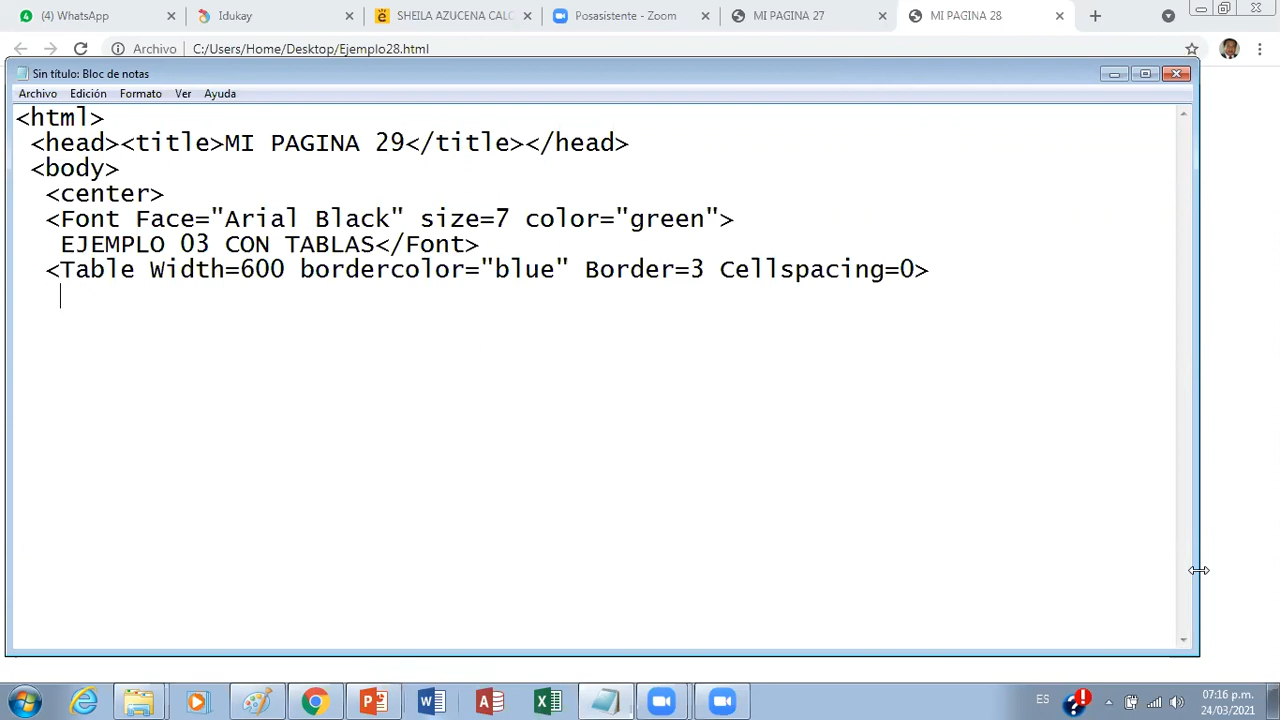 4 (4) WhatsApp
Idukay
SHEILA AZUCENA CALC
Posasistente - Zoom
MI PAGINA 27
MI PAGINA 28
Archivo C:/Users/Home/Desktop/Ejemplo28.html
Sin título: Bloc de notas
Archivo Edición Formato Ver Ayuda
<html>
<head><title>MI PAGINA 29</title></head>
<body>
<center>
<Font Face="Arial Black" size=7 color="green">
EJEMPLO 03 CON TABLAS</Font>
<Table Width=600 bordercolor="blue" Border=3 Cellspacing=0>
ES
07:16 p.m.
24/03/2021